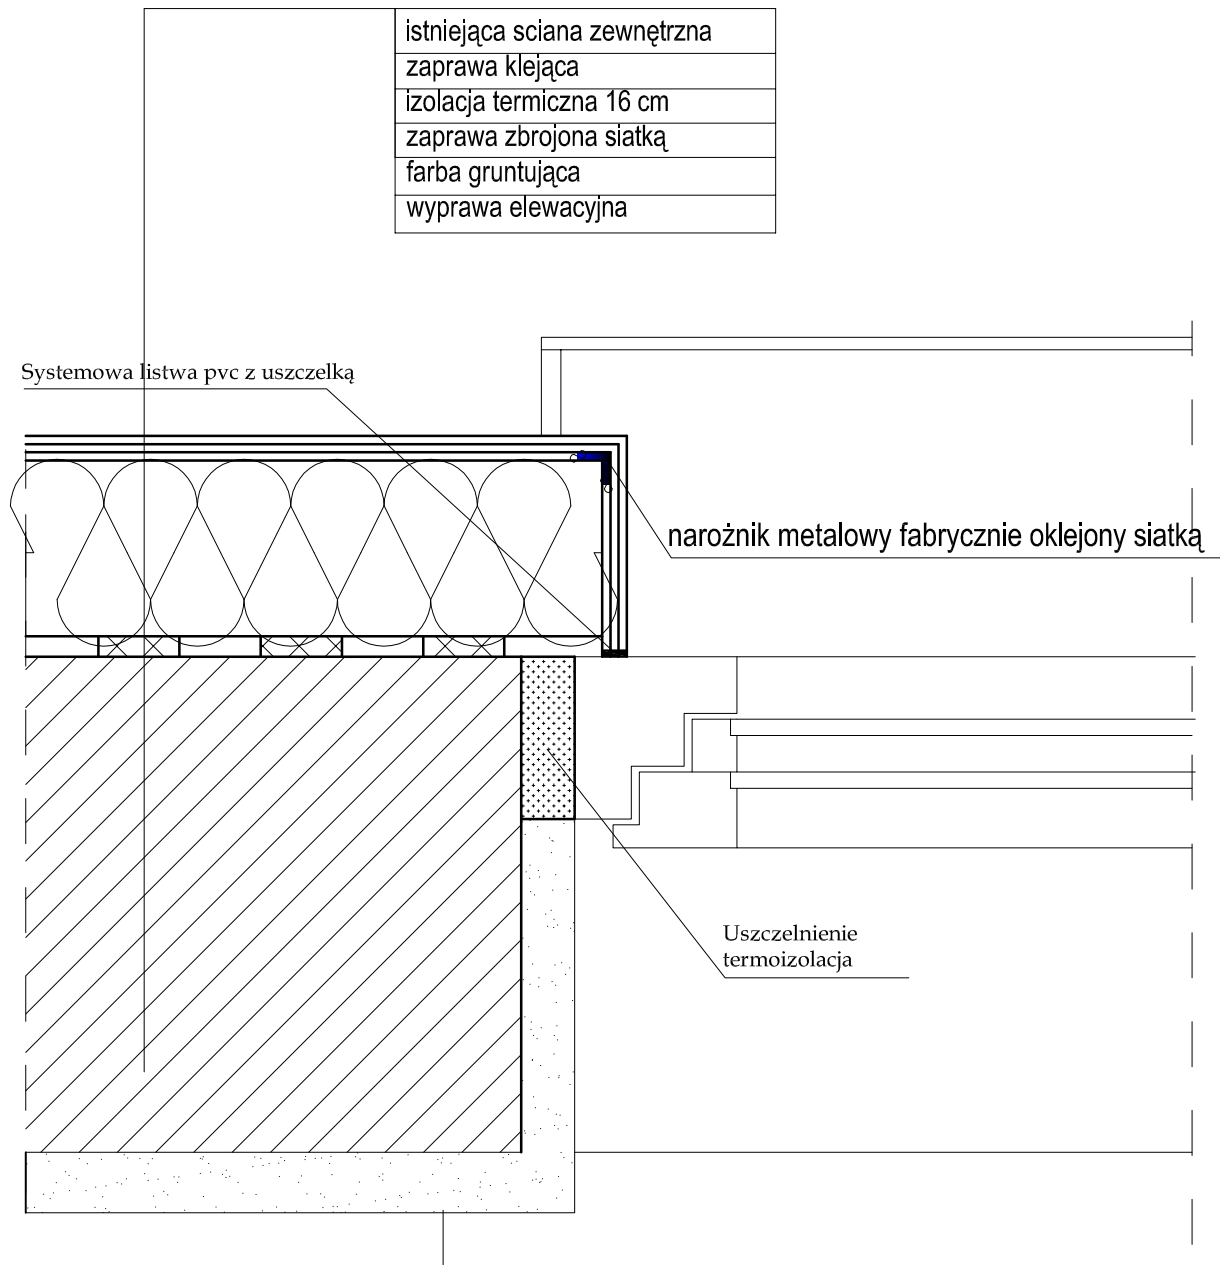 istniejąca sciana zewnętrzna
zaprawa klejąca
izolacja termiczna 16 cm
zaprawa zbrojona siatką
farba gruntująca
wyprawa elewacyjna
Systemowa listwa pvc z uszczelką
narożnik metalowy fabrycznie oklejony siatką
Uszczelnienie
termoizolacja